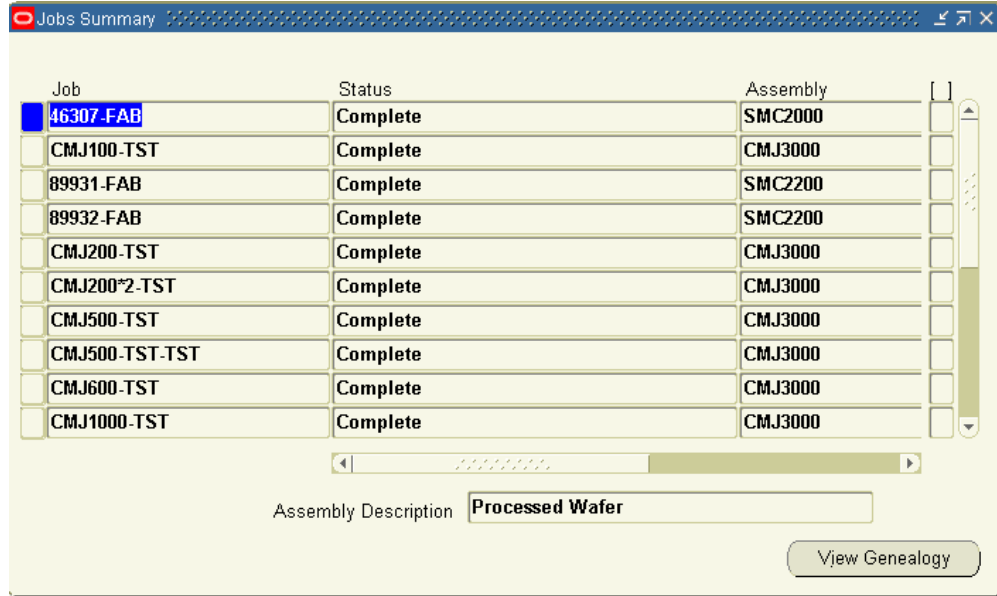 Jobs Summary
Job Status Assembly [ ]
46307-FAB Complete SMC2000
CMJ100-TST Complete CMJ3000
89931-FAB Complete SMC2200
89932-FAB Complete SMC2200
CMJ200-TST Complete CMJ3000
CMJ200*2-TST Complete CMJ3000
CMJ500-TST Complete CMJ3000
CMJ500-TST-TST Complete CMJ3000
CMJ600-TST Complete CMJ3000
CMJ1000-TST Complete CMJ3000
Assembly Description Processed Wafer
View Genealogy